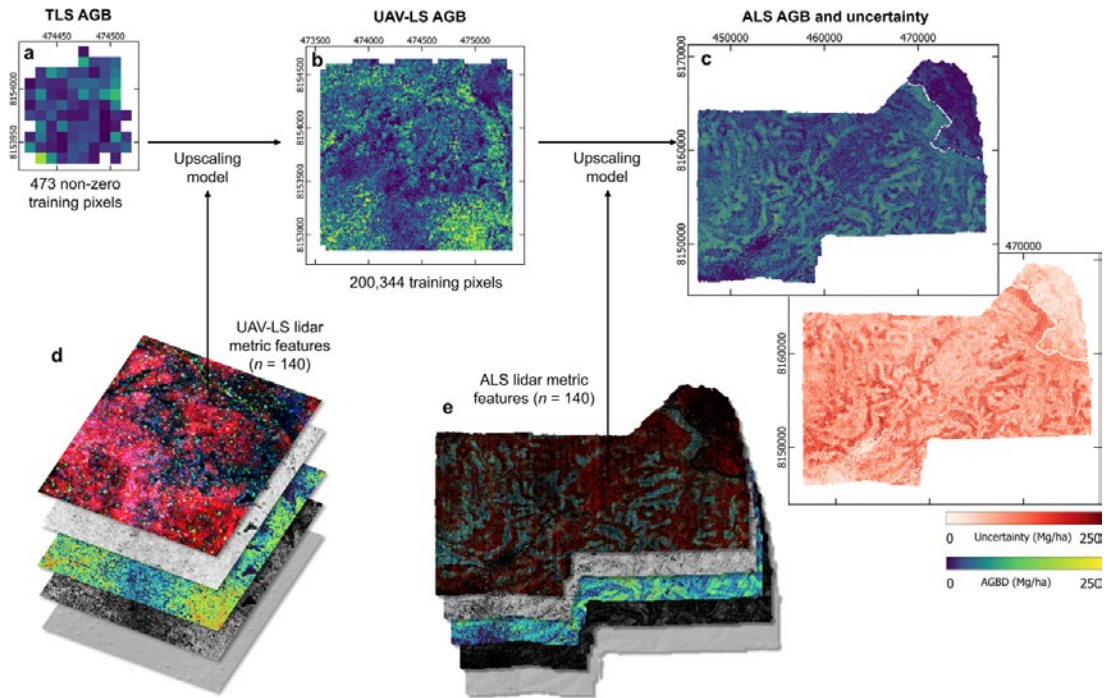 TLS AGB
UAV-LS AGB
ALS AGB and uncertainty
474450 474500
473500 474000 474500 475000
450000 460000 470000
a
b
c
8154000
8153950
8154500
8154000
8153500
8153000
8170000
8160000
8150000
Upscaling
model
Upscaling
model
473 non-zero
training pixels
200,344 training pixels
470000
8160000
8150000
d
UAV-LS lidar
metric features
(n = 140)
e
ALS lidar metric
features (n = 140)
0 Uncertainty (Mg/ha) 250
0 AGBD (Mg/ha) 250